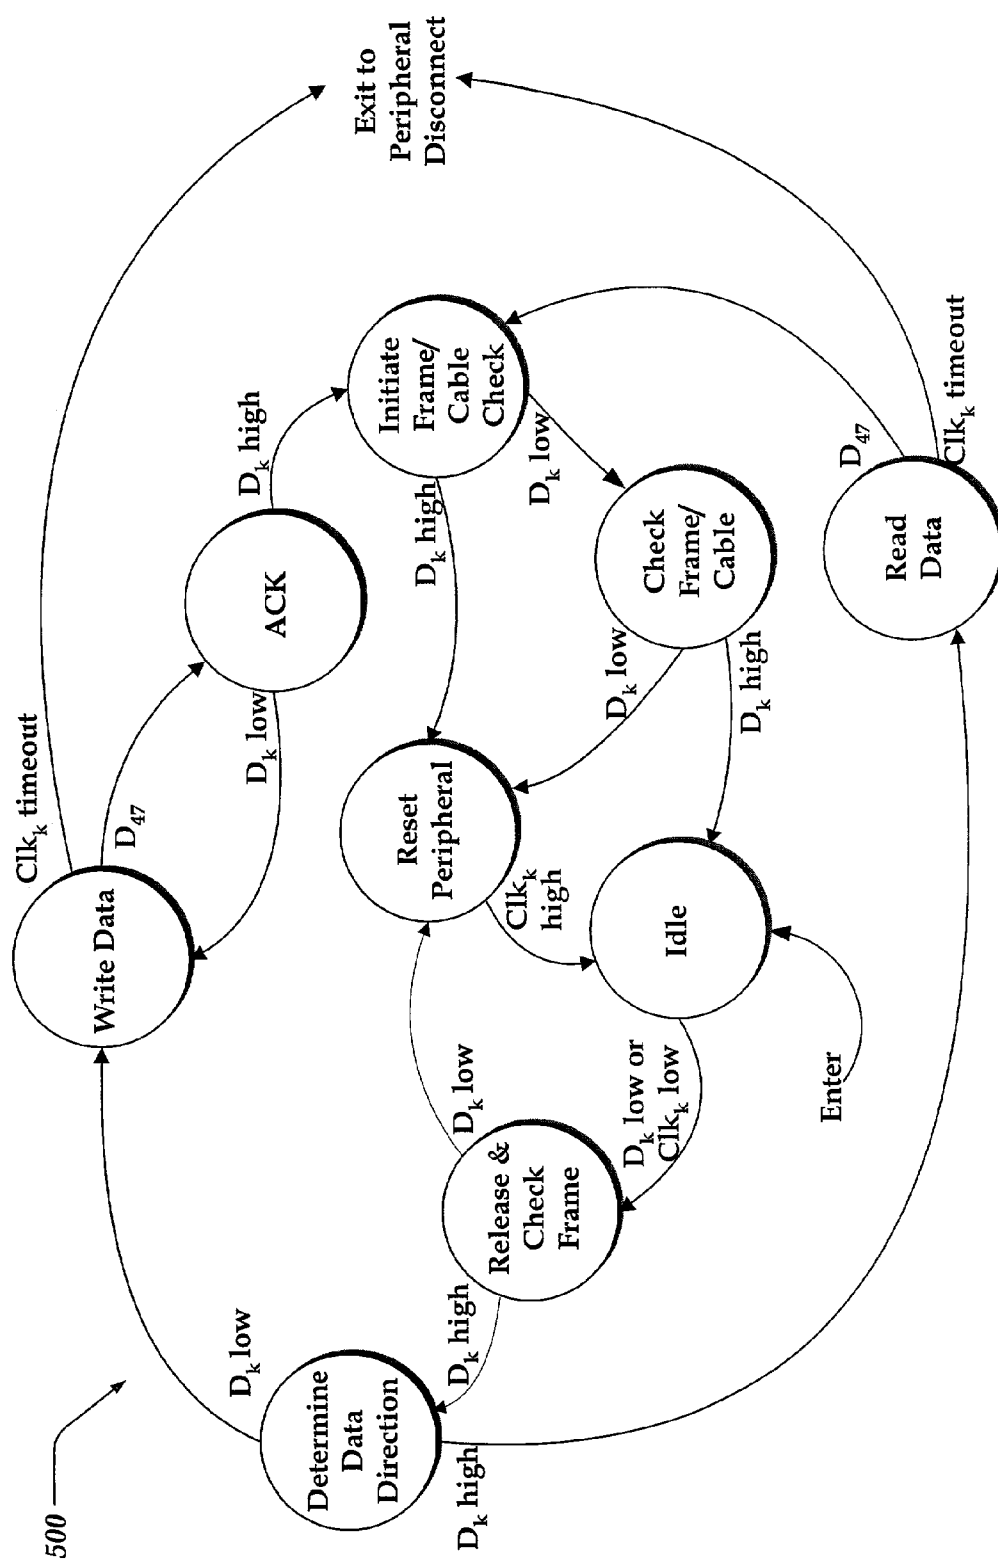 500
Determine
Data
Direction
D_k low
D_k high
D_k high
Release &
Check
Frame
D_k low
D_k low or
Clk_k low
Enter
Write Data
Clk_k timeout
D_47
D_k low
ACK
D_k high
Reset
Peripheral
Clk_k
high
Idle
D_k high
Initiate
Frame/
Cable
Check
D_k low
Check
Frame/
Cable
D_k low
D_k high
Read
Data
D_47
Clk_k timeout
Exit to
Peripheral
Disconnect